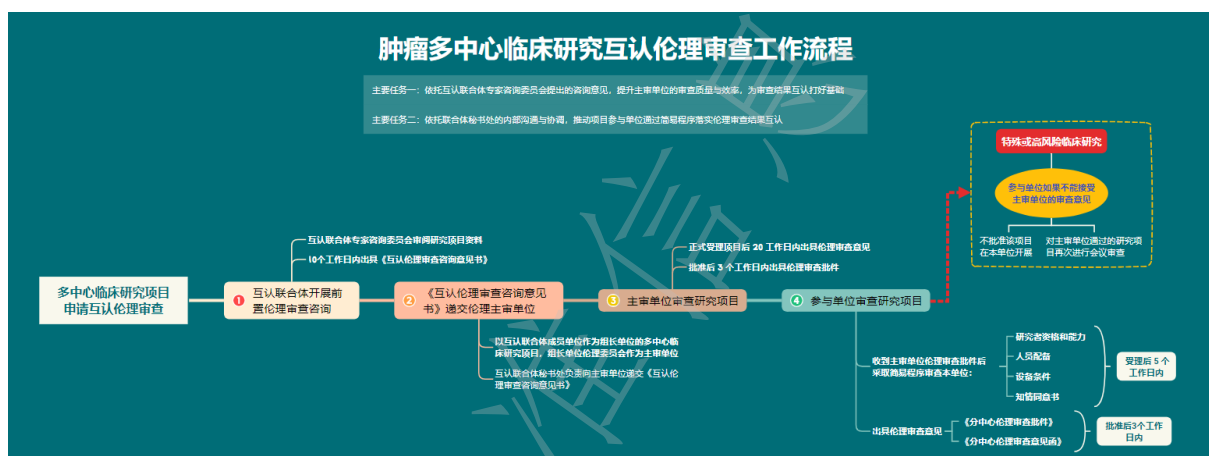 肿瘤多中心临床研究互认伦理审查工作流程
主要任务一：依托互认联合体专家咨询委员会提出的咨询意见，提升主审单位的审查质量与效率，为审查结果互认打好基础
主要任务二：依托联合体秘书处的内部沟通与协调，推动项目参与单位通过简易程序落实伦理审查结果互认
多中心临床研究项目
申请互认伦理审查
互认联合体专家咨询委员会审阅研究项目资料
10个工作日内出具《互认伦理审查咨询意见书》
1 互认联合体开展前
置伦理审查咨询
2 《互认伦理审查咨询意见
书》递交伦理主审单位
以互认联合体成员单位作为组长单位的多中心临
床研究项目，组长单位伦理委员会作为主审单位
互认联合体秘书处负责向主审单位递交《互认伦
理审查咨询意见书》
正式受理项目后 20 工作日内出具伦理审查意见
批准后 3 个工作日内出具伦理审查批件
3 主审单位审查研究项目
4 参与单位审查研究项目
特殊或高风险临床研究
参与单位如果不能接受
主审单位的审查意见
不批准该项目
在本单位开展
对主审单位通过的研究项
目再次进行会议审查
收到主审单位伦理审查批件后
采取简易程序审查本单位：
研究者资格和能力
人员配备
设备条件
知情同意书
受理后 5 个
工作日内
出具伦理审查意见
《分中心伦理审查批件》
《分中心伦理审查意见函》
批准后3个工作
日内